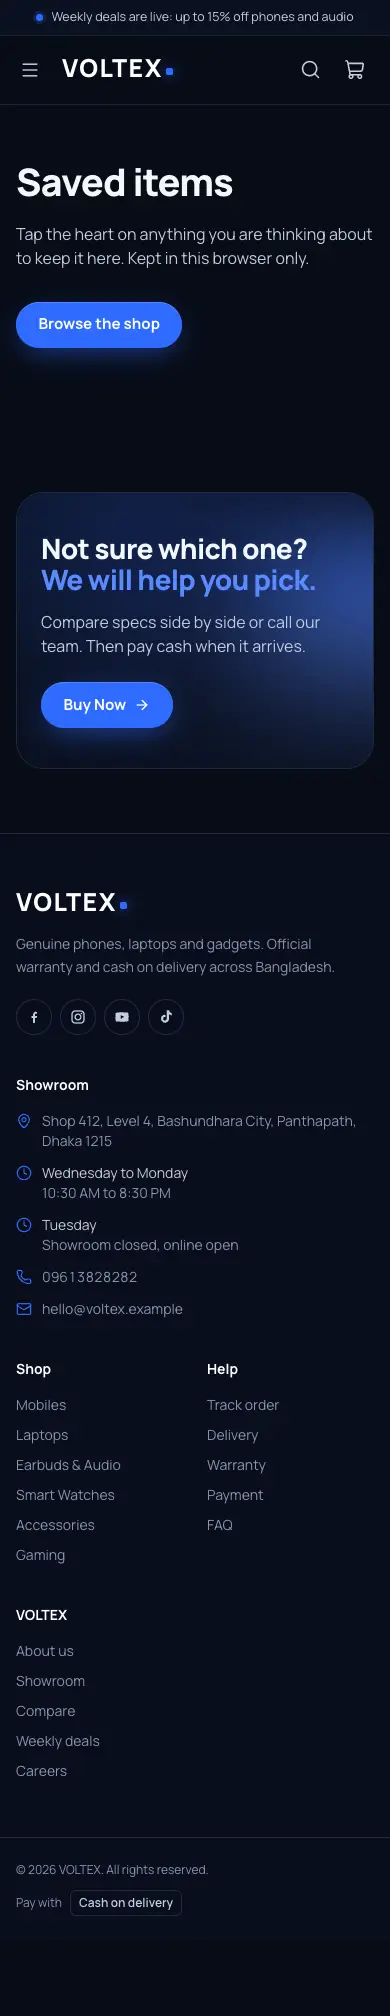 Weekly deals are live: up to 15% off phones and audio
VOLTEX
Saved items
Tap the heart on anything you are thinking about
to keep it here. Kept in this browser only.
Browse the shop
Not sure which one?
We will help you pick.
Compare specs side by side or call our
team. Then pay cash when it arrives.
Buy Now
VOLTEX
Genuine phones, laptops and gadgets. Official
warranty and cash on delivery across Bangladesh.
Showroom
Shop 412, Level 4, Bashundhara City, Panthapath,
Dhaka 1215
Wednesday to Monday
10:30 AM to 8:30 PM
Tuesday
Showroom closed, online open
09613828282
hello@voltex.example
Shop
Mobiles
Laptops
Earbuds & Audio
Smart Watches
Accessories
Gaming
Help
Track order
Delivery
Warranty
Payment
FAQ
VOLTEX
About us
Showroom
Compare
Weekly deals
Careers
© 2026 VOLTEX. All rights reserved.
Pay with Cash on delivery